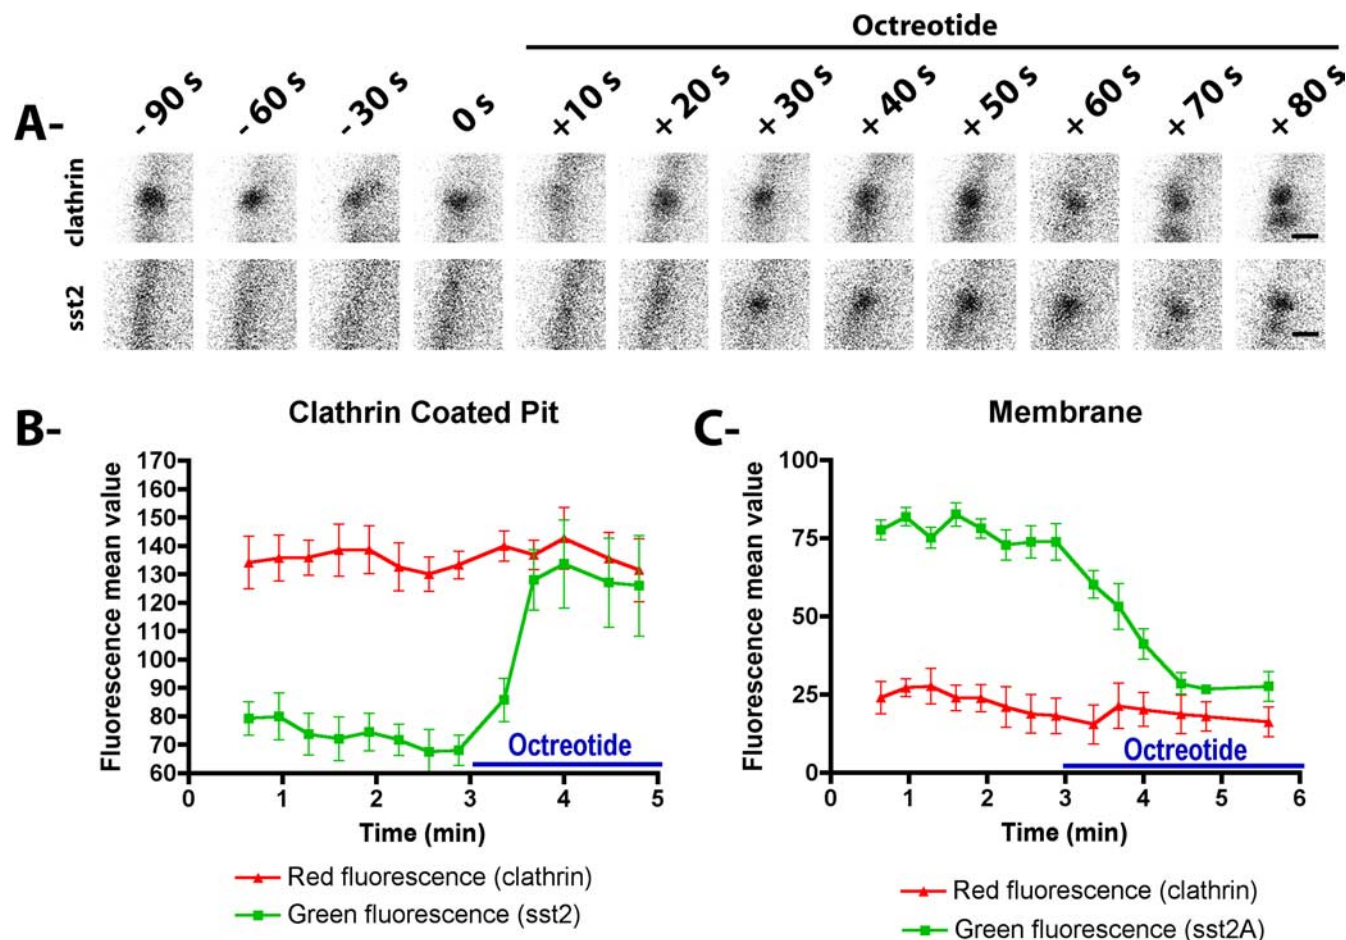 Octreotide
A-
- 90 s
- 60 s
- 30 s
0 s
+10 s
+ 20 s
+ 30 s
+ 40 s
+ 50 s
+ 60 s
+ 70 s
+ 80 s
clathrin
sst2
B-
Clathrin Coated Pit
Fluorescence mean value
170
160
150
140
130
120
110
100
90
80
70
60
Octreotide
0 1 2 3 4 5
Time (min)
Red fluorescence (clathrin)
Green fluorescence (sst2)
C-
Membrane
Fluorescence mean value
100
75
50
25
0
Octreotide
0 1 2 3 4 5 6
Time (min)
Red fluorescence (clathrin)
Green fluorescence (sst2A)